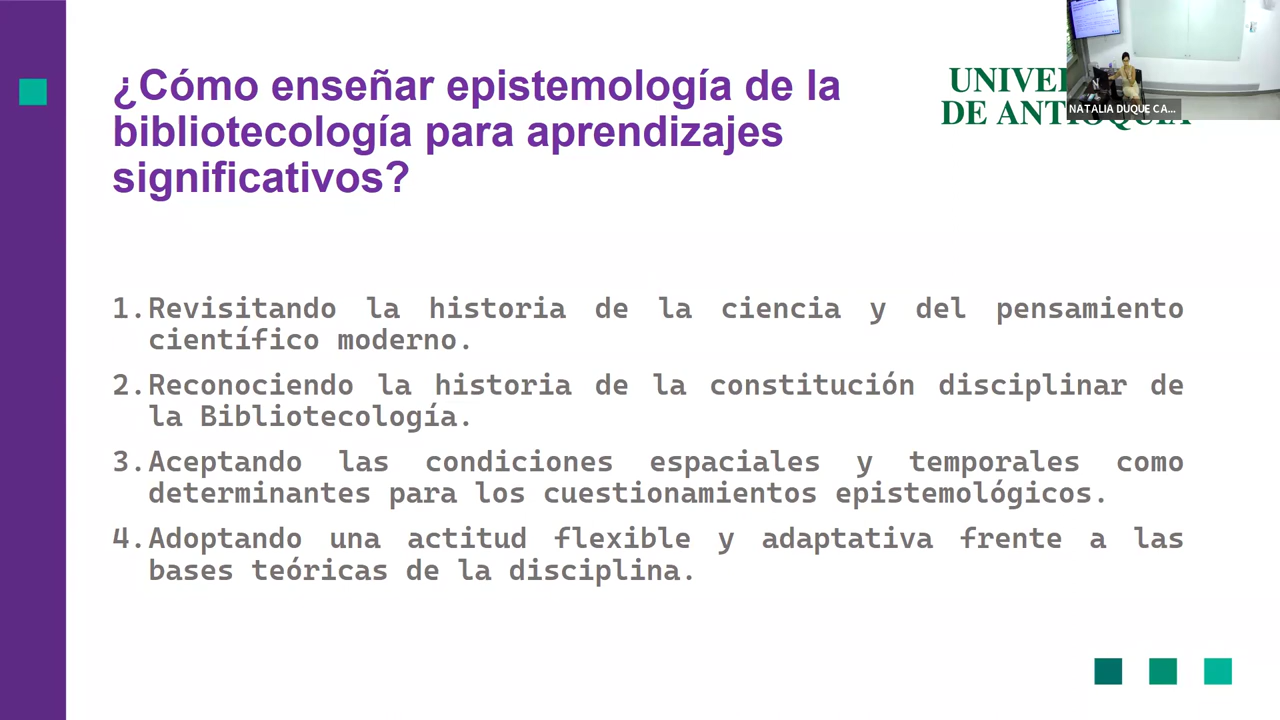 ¿Cómo enseñar epistemología de la
bibliotecología para aprendizajes
significativos?
UNIVE
DE ANTIOQUIA
NATALIA DUQUE CA...
1. Revisitando la historia de la ciencia y del pensamiento
científico moderno.
2. Reconociendo la historia de la constitución disciplinar de
la Bibliotecología.
3. Aceptando las condiciones espaciales y temporales como
determinantes para los cuestionamientos epistemológicos.
4. Adoptando una actitud flexible y adaptativa frente a las
bases teóricas de la disciplina.